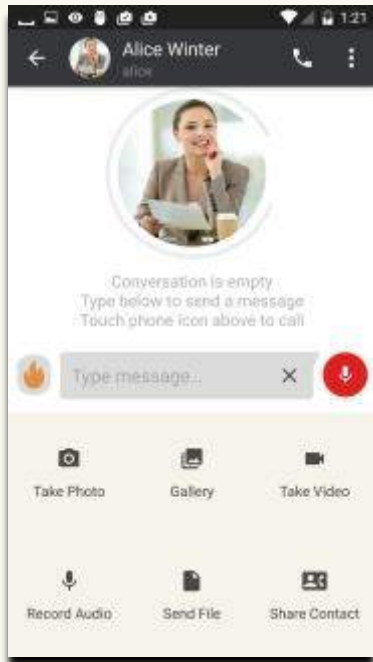 1:21
Alice Winter
alice
Conversation is empty
Type below to send a message
Touch phone icon above to call
Type message...
Take Photo Gallery Take Video
Record Audio Send File Share Contact